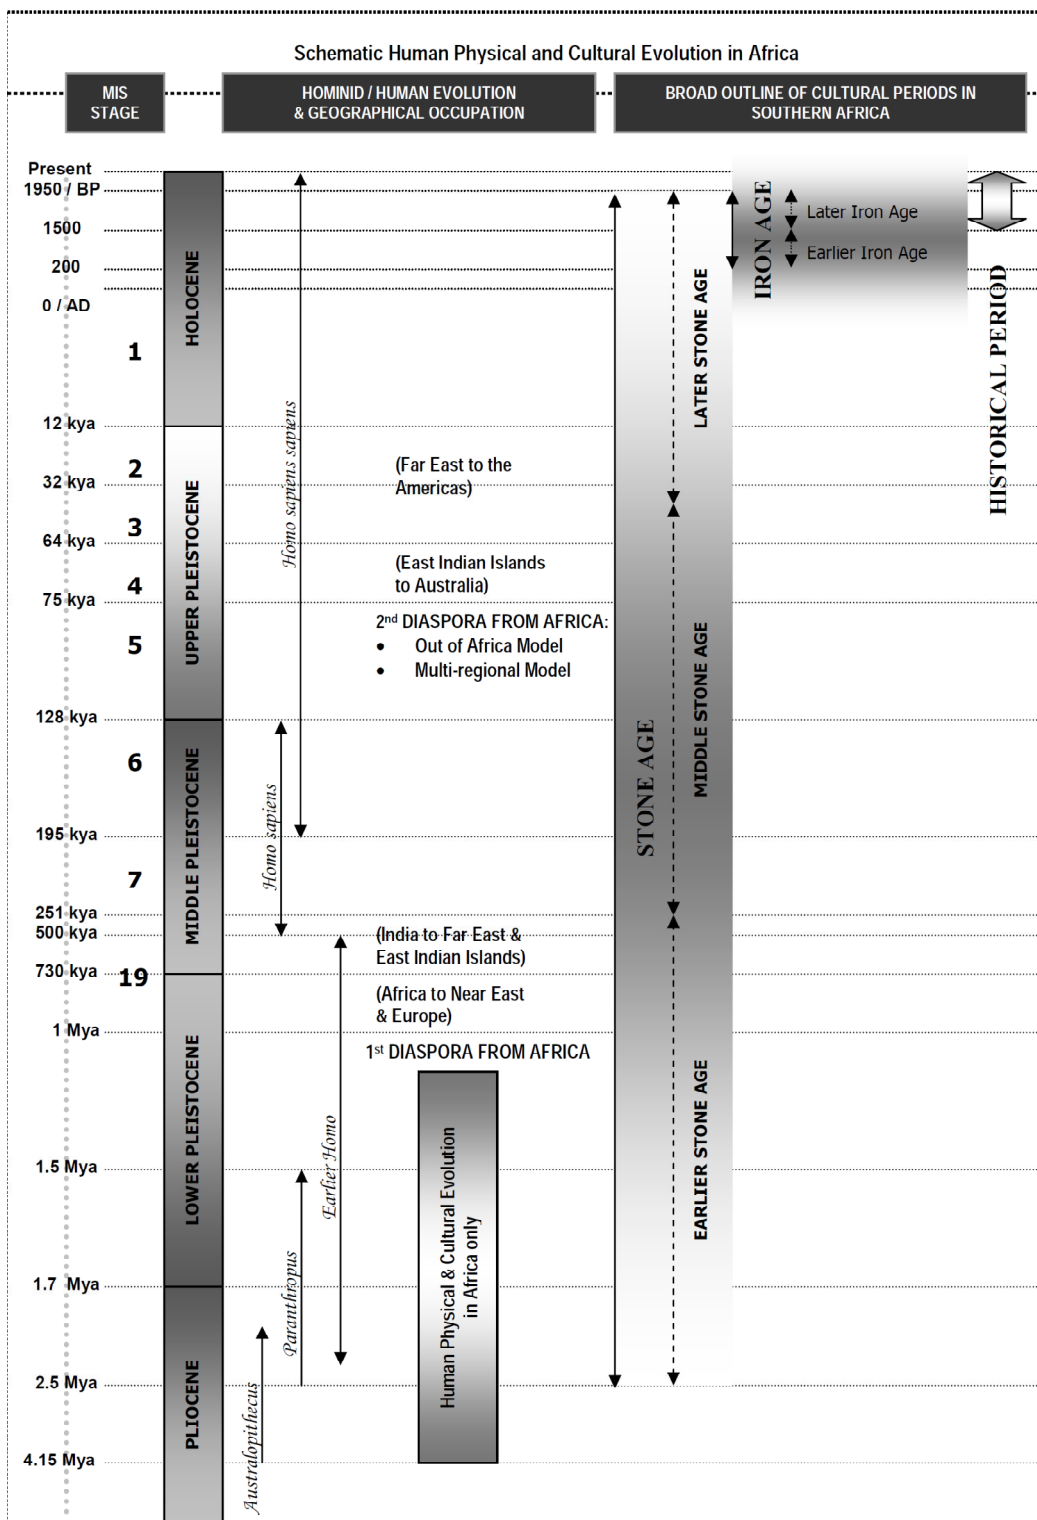 Schematic Human Physical and Cultural Evolution in Africa
MIS
STAGE
HOMINID / HUMAN EVOLUTION
& GEOGRAPHICAL OCCUPATION
BROAD OUTLINE OF CULTURAL PERIODS IN
SOUTHERN AFRICA
Present
1950 / BP
1500
200
0 / AD
12 kya
32 kya
64 kya
75 kya
128 kya
195 kya
251 kya
500 kya
730 kya
1 Mya
1.5 Mya
1.7 Mya
2.5 Mya
4.15 Mya
1
2
3
4
5
6
7
19
HOLOCENE
UPPER PLEISTOCENE
MIDDLE PLEISTOCENE
LOWER PLEISTOCENE
PLIOCENE
Homo sapiens sapiens
Homo sapiens
Earlier Homo
Paranthropus
Australopithecus
(Far East to the
Americas)
(East Indian Islands
to Australia)
2nd DIASPORA FROM AFRICA:
• Out of Africa Model
• Multi-regional Model
(India to Far East &
East Indian Islands)
(Africa to Near East
& Europe)
1st DIASPORA FROM AFRICA
Human Physical & Cultural Evolution
in Africa only
STONE AGE
LATER STONE AGE
MIDDLE STONE AGE
EARLIER STONE AGE
IRON AGE
Later Iron Age
Earlier Iron Age
HISTORICAL PERIOD